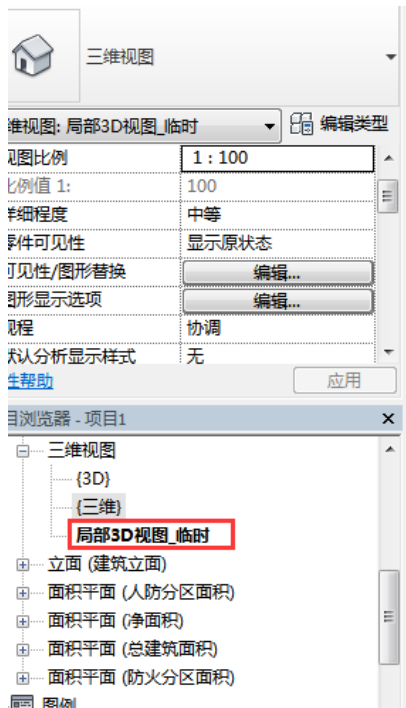 三维视图
维视图: 局部3D视图_临时 编辑类型
视图比例 1 : 100
比例值 1: 100
详细程度 中等
零件可见性 显示原状态
可见性/图形替换 编辑...
图形显示选项 编辑...
规程 协调
默认分析显示样式 无
性帮助 应用
目浏览器 - 项目1
三维视图
{3D}
{三维}
局部3D视图_临时
立面 (建筑立面)
面积平面 (人防分区面积)
面积平面 (净面积)
面积平面 (总建筑面积)
面积平面 (防火分区面积)
图例